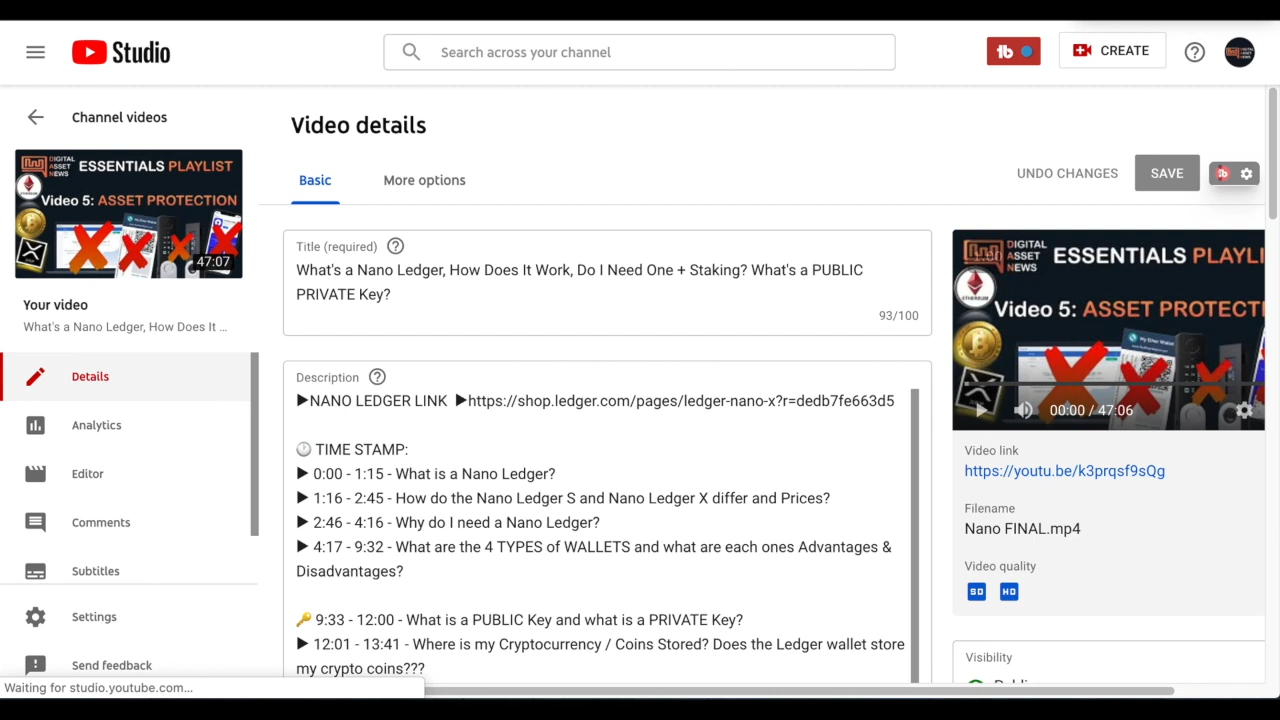 Studio
Search across your channel
CREATE
Channel videos
DIGITAL
ASSET
NEWS
ESSENTIALS PLAYLIST
Video 5: ASSET PROTECTION
47:07
Your video
What's a Nano Ledger, How Does It ...
Details
Analytics
Editor
Comments
Subtitles
Settings
Send feedback
Waiting for studio.youtube.com...
Video details
Basic
More options
UNDO CHANGES
SAVE
Title (required)
What's a Nano Ledger, How Does It Work, Do I Need One + Staking? What's a PUBLIC
PRIVATE Key?
93/100
Description
▶NANO LEDGER LINK ▶https://shop.ledger.com/pages/ledger-nano-x?r=dedb7fe663d5
🕐 TIME STAMP:
▶ 0:00 - 1:15 - What is a Nano Ledger?
▶ 1:16 - 2:45 - How do the Nano Ledger S and Nano Ledger X differ and Prices?
▶ 2:46 - 4:16 - Why do I need a Nano Ledger?
▶ 4:17 - 9:32 - What are the 4 TYPES of WALLETS and what are each ones Advantages &
Disadvantages?
🔑 9:33 - 12:00 - What is a PUBLIC Key and what is a PRIVATE Key?
▶ 12:01 - 13:41 - Where is my Cryptocurrency / Coins Stored? Does the Ledger wallet store
my crypto coins???
DIGITAL
ASSET
NEWS
ESSENTIALS PLAYLI
Video 5: ASSET PROTECT
My Ether Wallet
00:00 / 47:06
Video link
https://youtu.be/k3prqsf9sQg
Filename
Nano FINAL.mp4
Video quality
SD
HD
Visibility